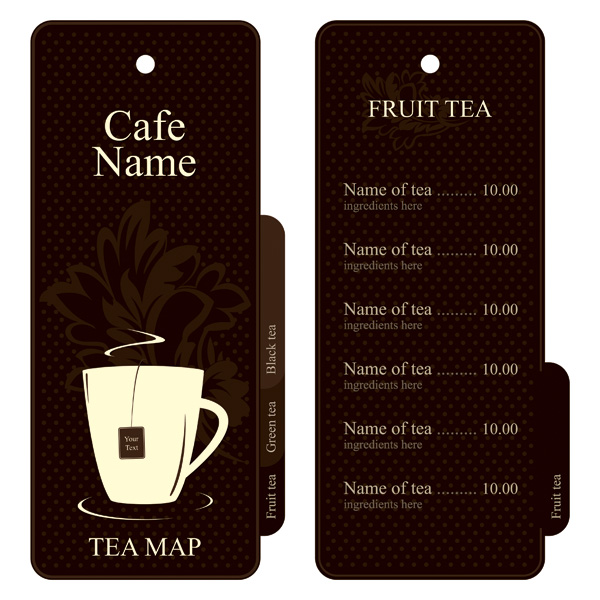 Cafe
Name
Black tea
Green tea
Fruit tea
Your
Text
TEA MAP
FRUIT TEA
Name of tea ......... 10.00
ingredients here
Name of tea ......... 10.00
ingredients here
Name of tea ......... 10.00
ingredients here
Name of tea ......... 10.00
ingredients here
Name of tea ......... 10.00
ingredients here
Name of tea ......... 10.00
ingredients here
Fruit tea